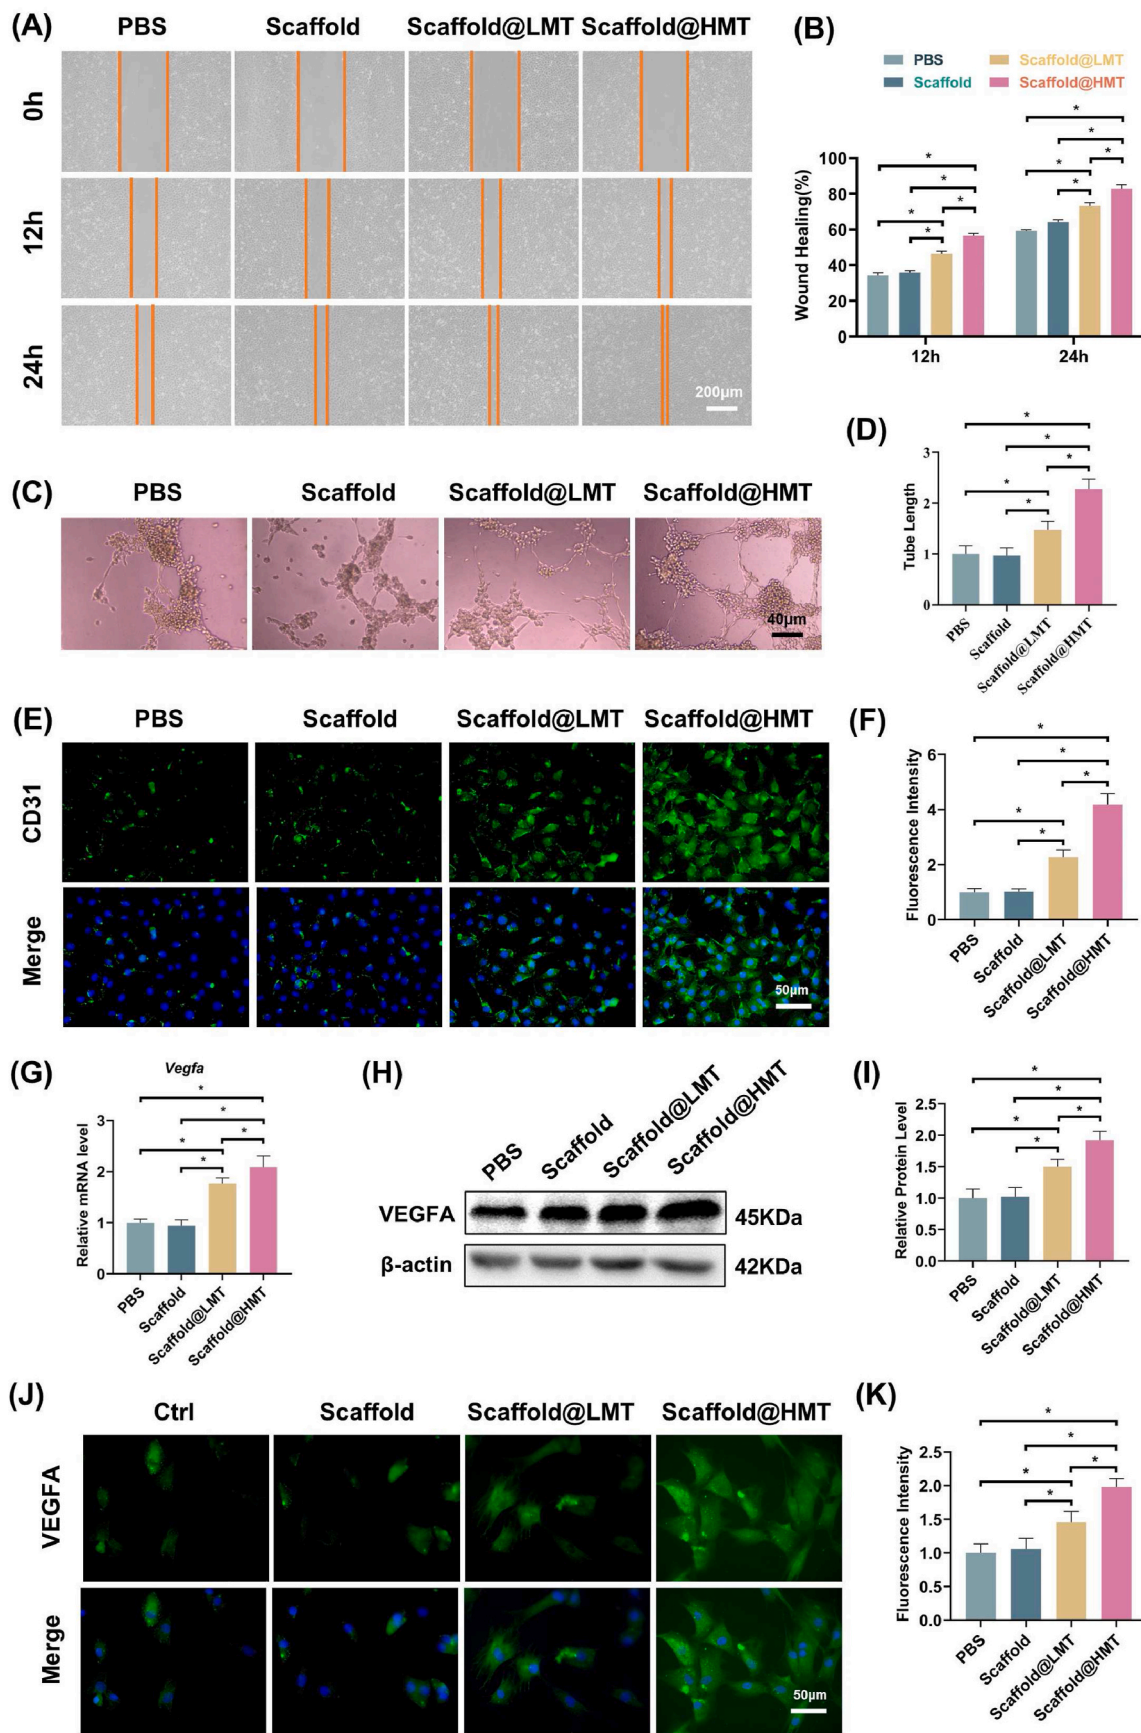 (A)
PBS Scaffold Scaffold@LMT Scaffold@HMT
0h
12h
24h
200μm
(B)
PBS Scaffold@LMT
Scaffold Scaffold@HMT
* * * * * * * * * *
Wound Healing(%)
100
80
60
40
20
0
12h 24h
(C)
PBS Scaffold Scaffold@LMT Scaffold@HMT
40μm
(D)
* * * * *
Tube Length
3
2
1
0
PBS Scaffold Scaffold@LMT Scaffold@HMT
(E)
PBS Scaffold Scaffold@LMT Scaffold@HMT
CD31
Merge
50μm
(F)
* * * * *
Fluorescence Intensity
6
4
2
0
PBS Scaffold Scaffold@LMT Scaffold@HMT
(G)
Vegfa
* * * * *
Relative mRNA level
3
2
1
0
PBS Scaffold Scaffold@LMT Scaffold@HMT
(H)
PBS Scaffold Scaffold@LMT Scaffold@HMT
VEGFA 45KDa
β-actin 42KDa
(I)
* * * * *
Relative Protein Level
2.5
2.0
1.5
1.0
0.5
0.0
PBS Scaffold Scaffold@LMT Scaffold@HMT
(J)
Ctrl Scaffold Scaffold@LMT Scaffold@HMT
VEGFA
Merge
50μm
(K)
* * * * *
Fluorescence Intensity
2.5
2.0
1.5
1.0
0.5
0.0
PBS Scaffold Scaffold@LMT Scaffold@HMT